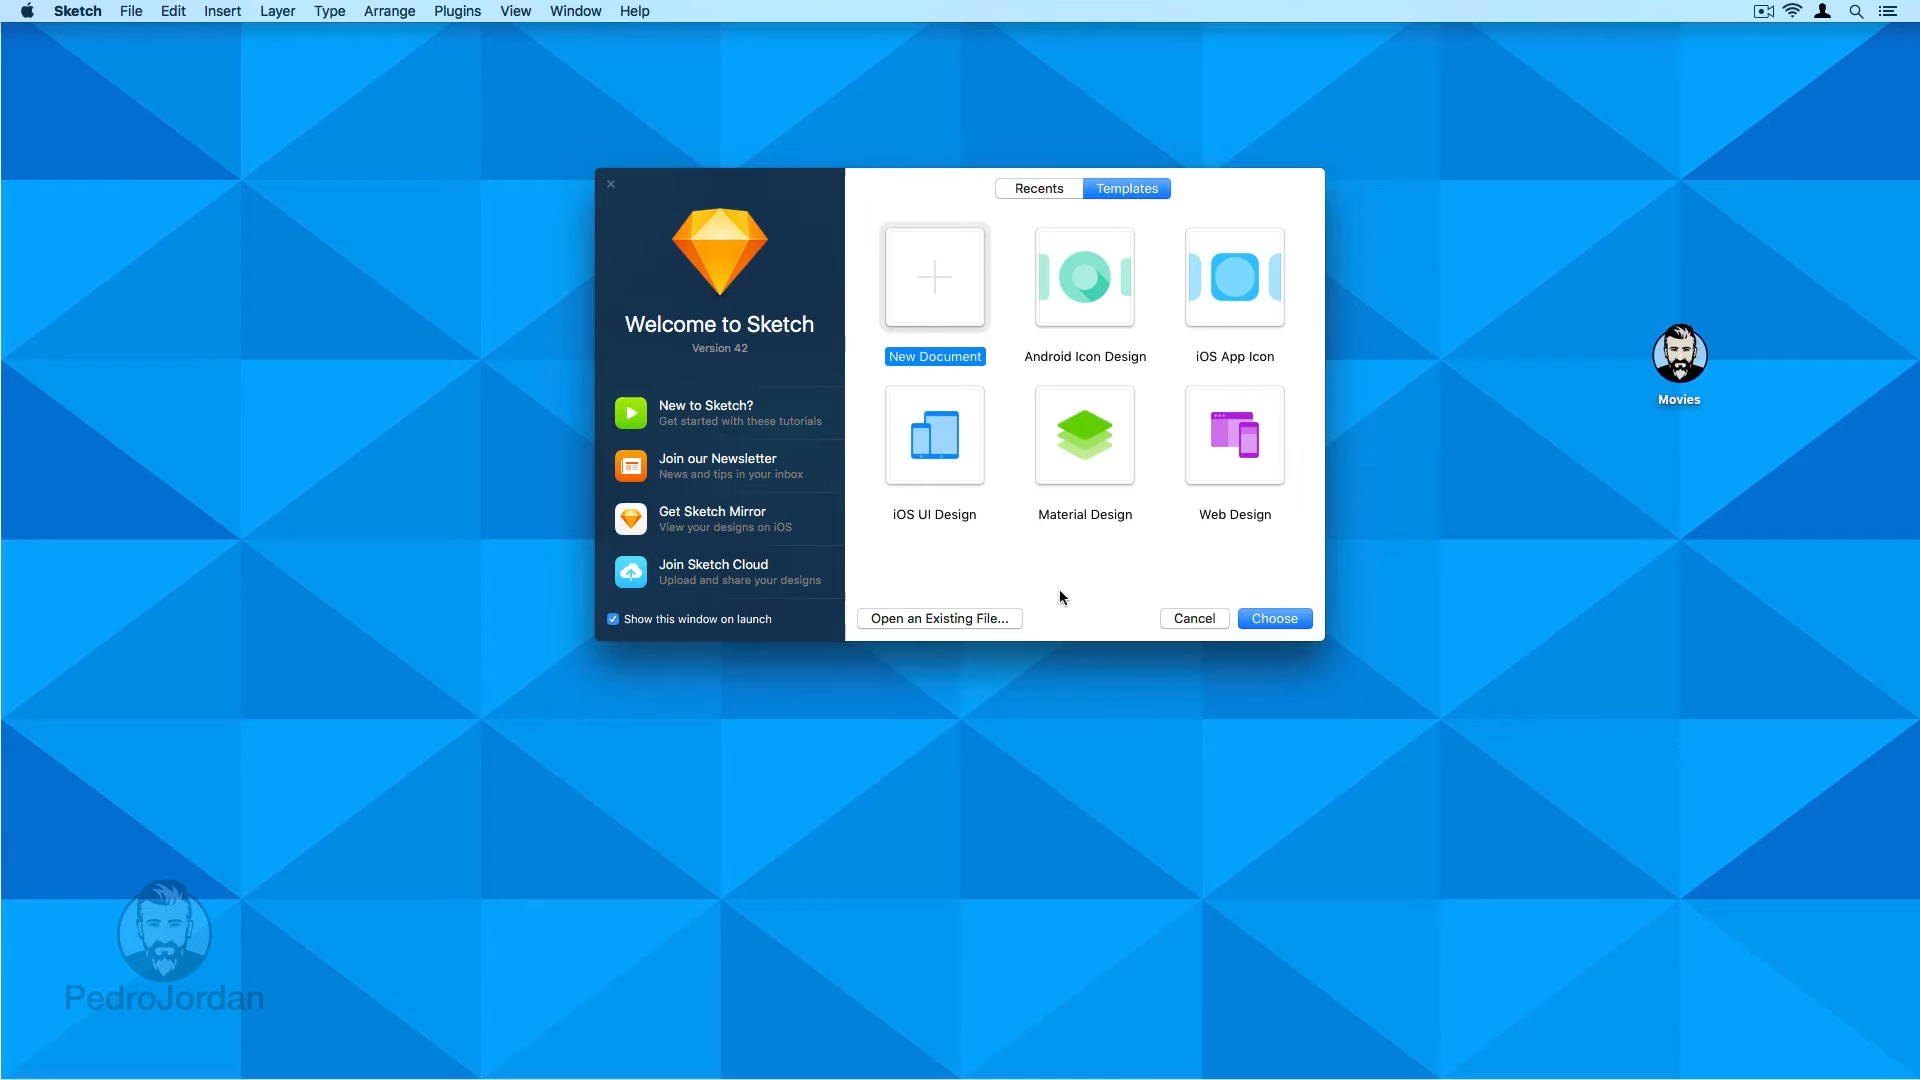 Sketch File Edit Insert Layer Type Arrange Plugins View Window Help
Recents Templates
Welcome to Sketch
Version 42
New to Sketch?
Get started with these tutorials
Join our Newsletter
News and tips in your inbox
Get Sketch Mirror
View your designs on iOS
Join Sketch Cloud
Upload and share your designs
Show this window on launch
New Document
Android Icon Design
iOS App Icon
iOS UI Design
Material Design
Web Design
Open an Existing File...
Cancel
Choose
Movies
PedroJordan